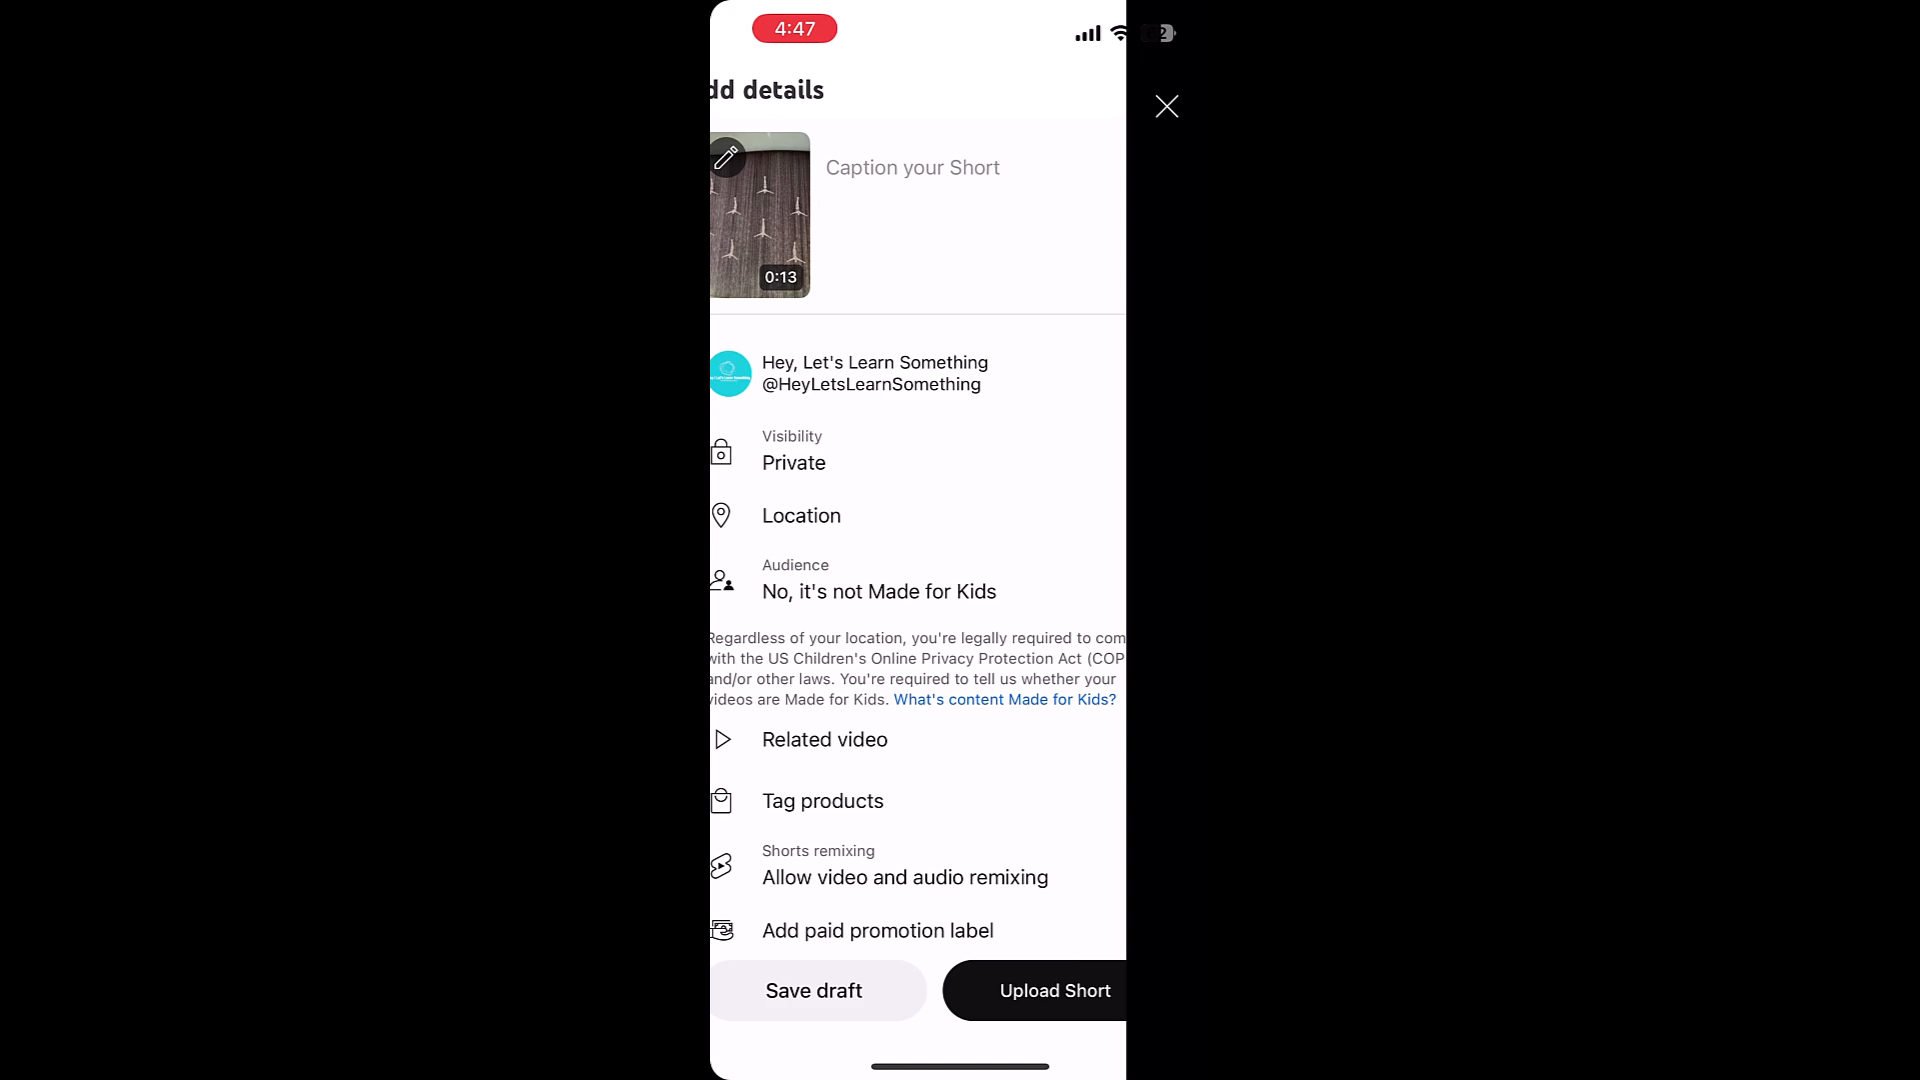 4:47
dd details
Caption your Short
0:13
Hey, Let's Learn Something
@HeyLetsLearnSomething
Visibility
Private
Location
Audience
No, it's not Made for Kids
Regardless of your location, you're legally required to com
with the US Children's Online Privacy Protection Act (COP
and/or other laws. You're required to tell us whether your
videos are Made for Kids. What's content Made for Kids?
Related video
Tag products
Shorts remixing
Allow video and audio remixing
Add paid promotion label
Save draft
Upload Short